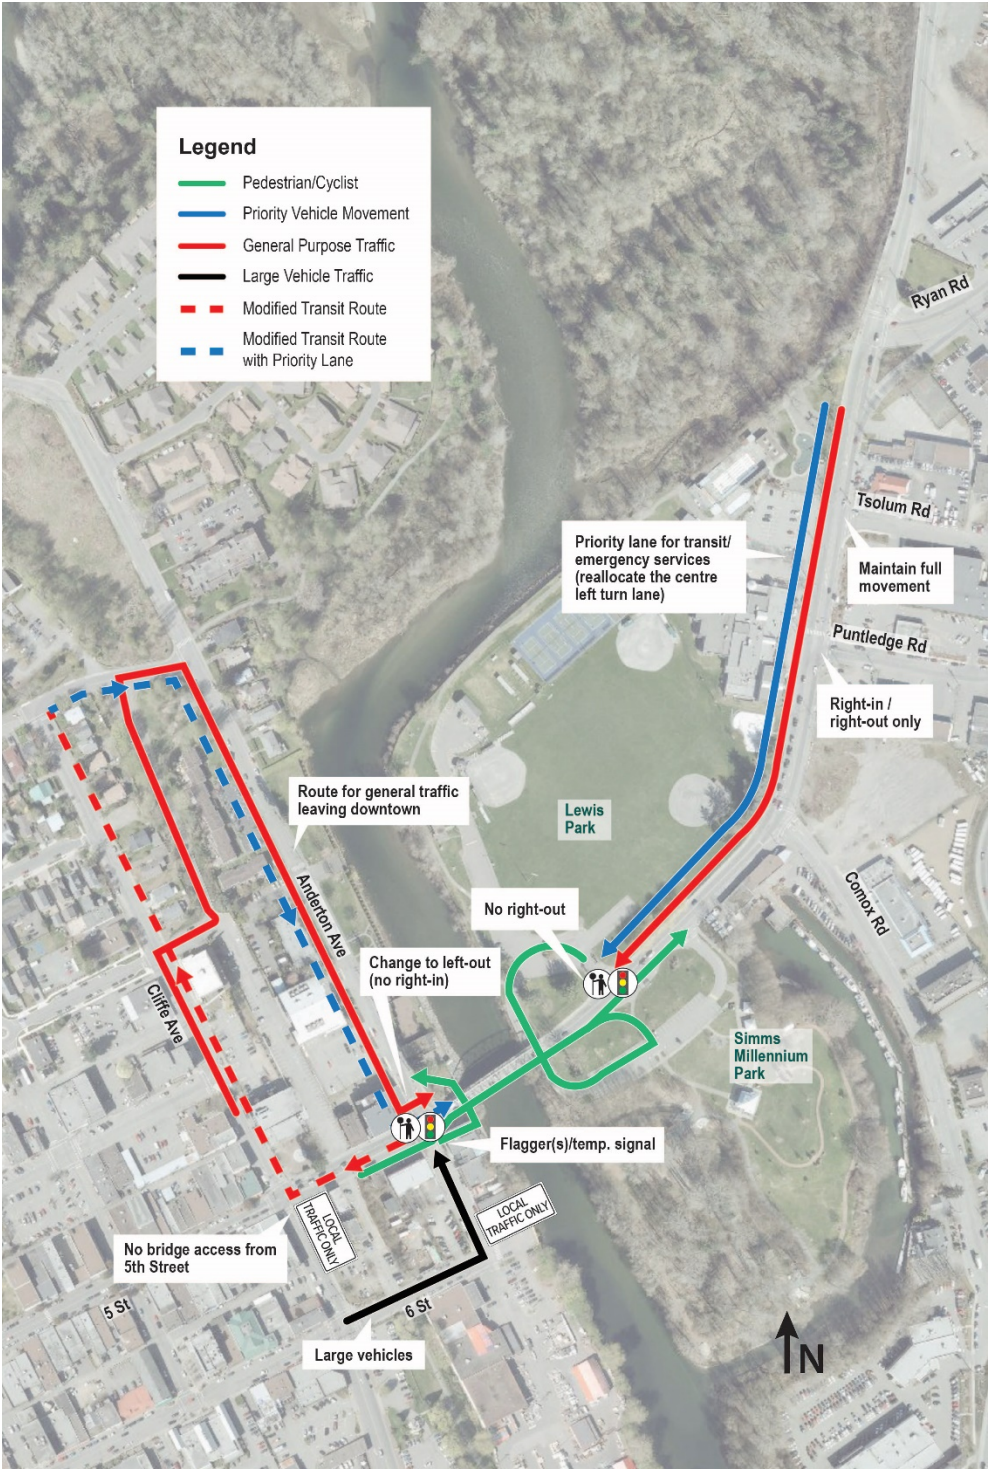 Legend
Pedestrian/Cyclist
Priority Vehicle Movement
General Purpose Traffic
Large Vehicle Traffic
Modified Transit Route
Modified Transit Route
with Priority Lane
Ryan Rd
Tsolum Rd
Priority lane for transit/
emergency services
(reallocate the centre
left turn lane)
Maintain full
movement
Puntledge Rd
Right-in /
right-out only
Route for general traffic
leaving downtown
Lewis
Park
Anderton Ave
Comox Rd
No right-out
Change to left-out
(no right-in)
Cliffe Ave
Simms
Millennium
Park
Flagger(s)/temp. signal
LOCAL
TRAFFIC ONLY
LOCAL
TRAFFIC ONLY
No bridge access from
5th Street
5 St
6 St
Large vehicles
N